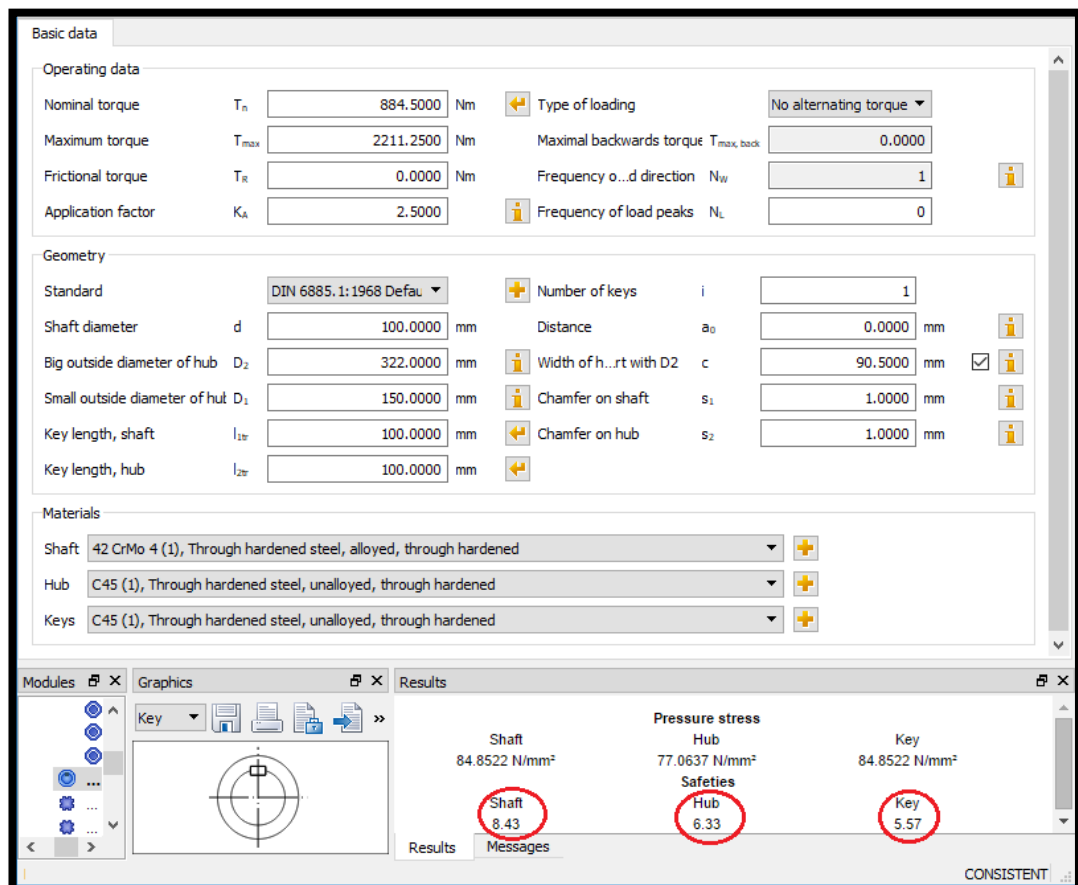 Basic data
Operating data
Nominal torque Tn 884.5000 Nm Type of loading No alternating torque
Maximum torque Tmax 2211.2500 Nm Maximal backwards torque Tmax, back 0.0000
Frictional torque TR 0.0000 Nm Frequency o...d direction NW 1
Application factor KA 2.5000 Frequency of load peaks NL 0
Geometry
Standard DIN 6885.1:1968 Defau Number of keys i 1
Shaft diameter d 100.0000 mm Distance a0 0.0000 mm
Big outside diameter of hub D2 322.0000 mm Width of h...rt with D2 c 90.5000 mm
Small outside diameter of hub D1 150.0000 mm Chamfer on shaft s1 1.0000 mm
Key length, shaft l1tr 100.0000 mm Chamfer on hub s2 1.0000 mm
Key length, hub l2tr 100.0000 mm
Materials
Shaft 42 CrMo 4 (1), Through hardened steel, alloyed, through hardened
Hub C45 (1), Through hardened steel, unalloyed, through hardened
Keys C45 (1), Through hardened steel, unalloyed, through hardened
Modules Graphics Results
Key »
...
...
...
Pressure stress
Shaft Hub Key
84.8522 N/mm² 77.0637 N/mm² 84.8522 N/mm²
Safeties
Shaft Hub Key
8.43 6.33 5.57
Results Messages
CONSISTENT